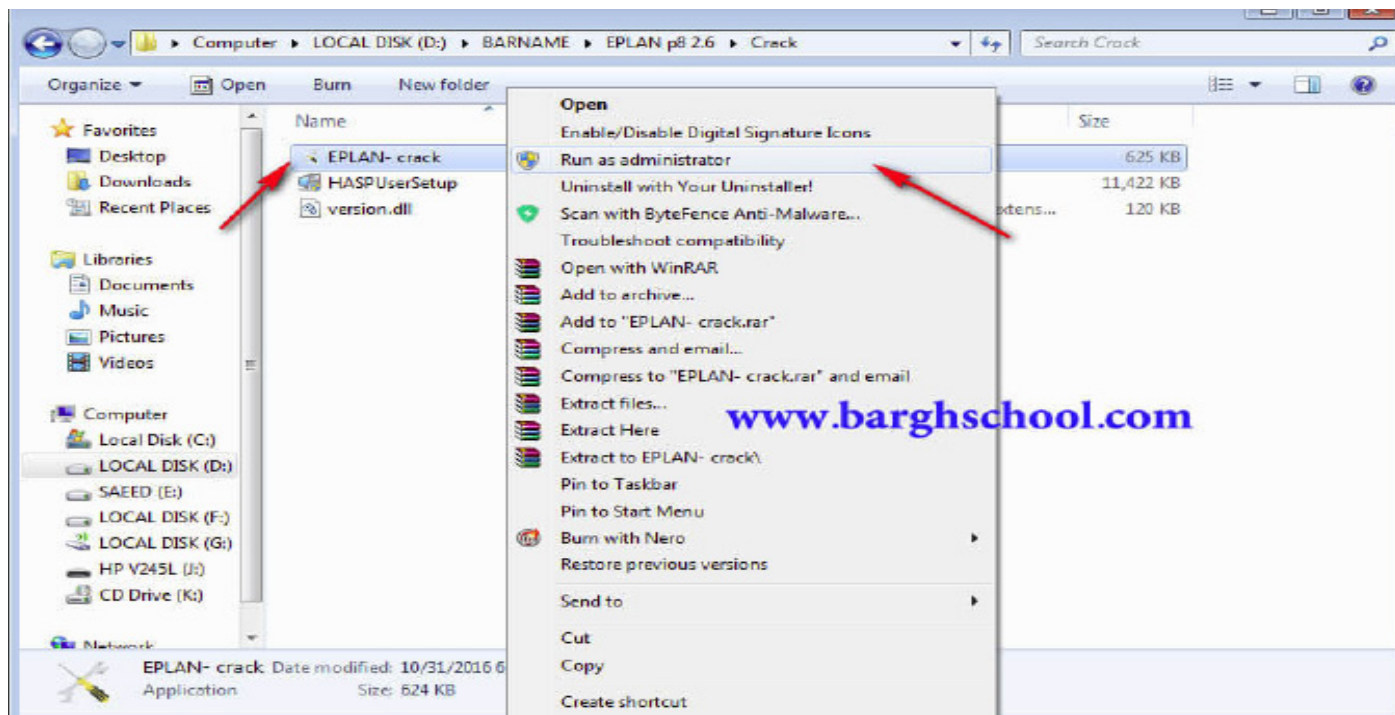 Computer ▸ LOCAL DISK (D:) ▸ BARNAME ▸ EPLAN p8 2.6 ▸ Crack
Search Crack
Organize
Open
Burn
New folder
Favorites
Desktop
Downloads
Recent Places
Libraries
Documents
Music
Pictures
Videos
Computer
Local Disk (C:)
LOCAL DISK (D:)
SAEED (E:)
LOCAL DISK (F:)
LOCAL DISK (G:)
HP V245L (J:)
CD Drive (K:)
Network
Name
Size
EPLAN- crack
625 KB
HASPUserSetup
11,422 KB
version.dll
xtens...
120 KB
Open
Enable/Disable Digital Signature Icons
Run as administrator
Uninstall with Your Uninstaller!
Scan with ByteFence Anti-Malware...
Troubleshoot compatibility
Open with WinRAR
Add to archive...
Add to "EPLAN- crack.rar"
Compress and email...
Compress to "EPLAN- crack.rar" and email
Extract files...
Extract Here
Extract to EPLAN- crack\
Pin to Taskbar
Pin to Start Menu
Burn with Nero
Restore previous versions
Send to
Cut
Copy
Create shortcut
www.barghschool.com
EPLAN- crack Date modified: 10/31/2016 6
Application Size: 624 KB